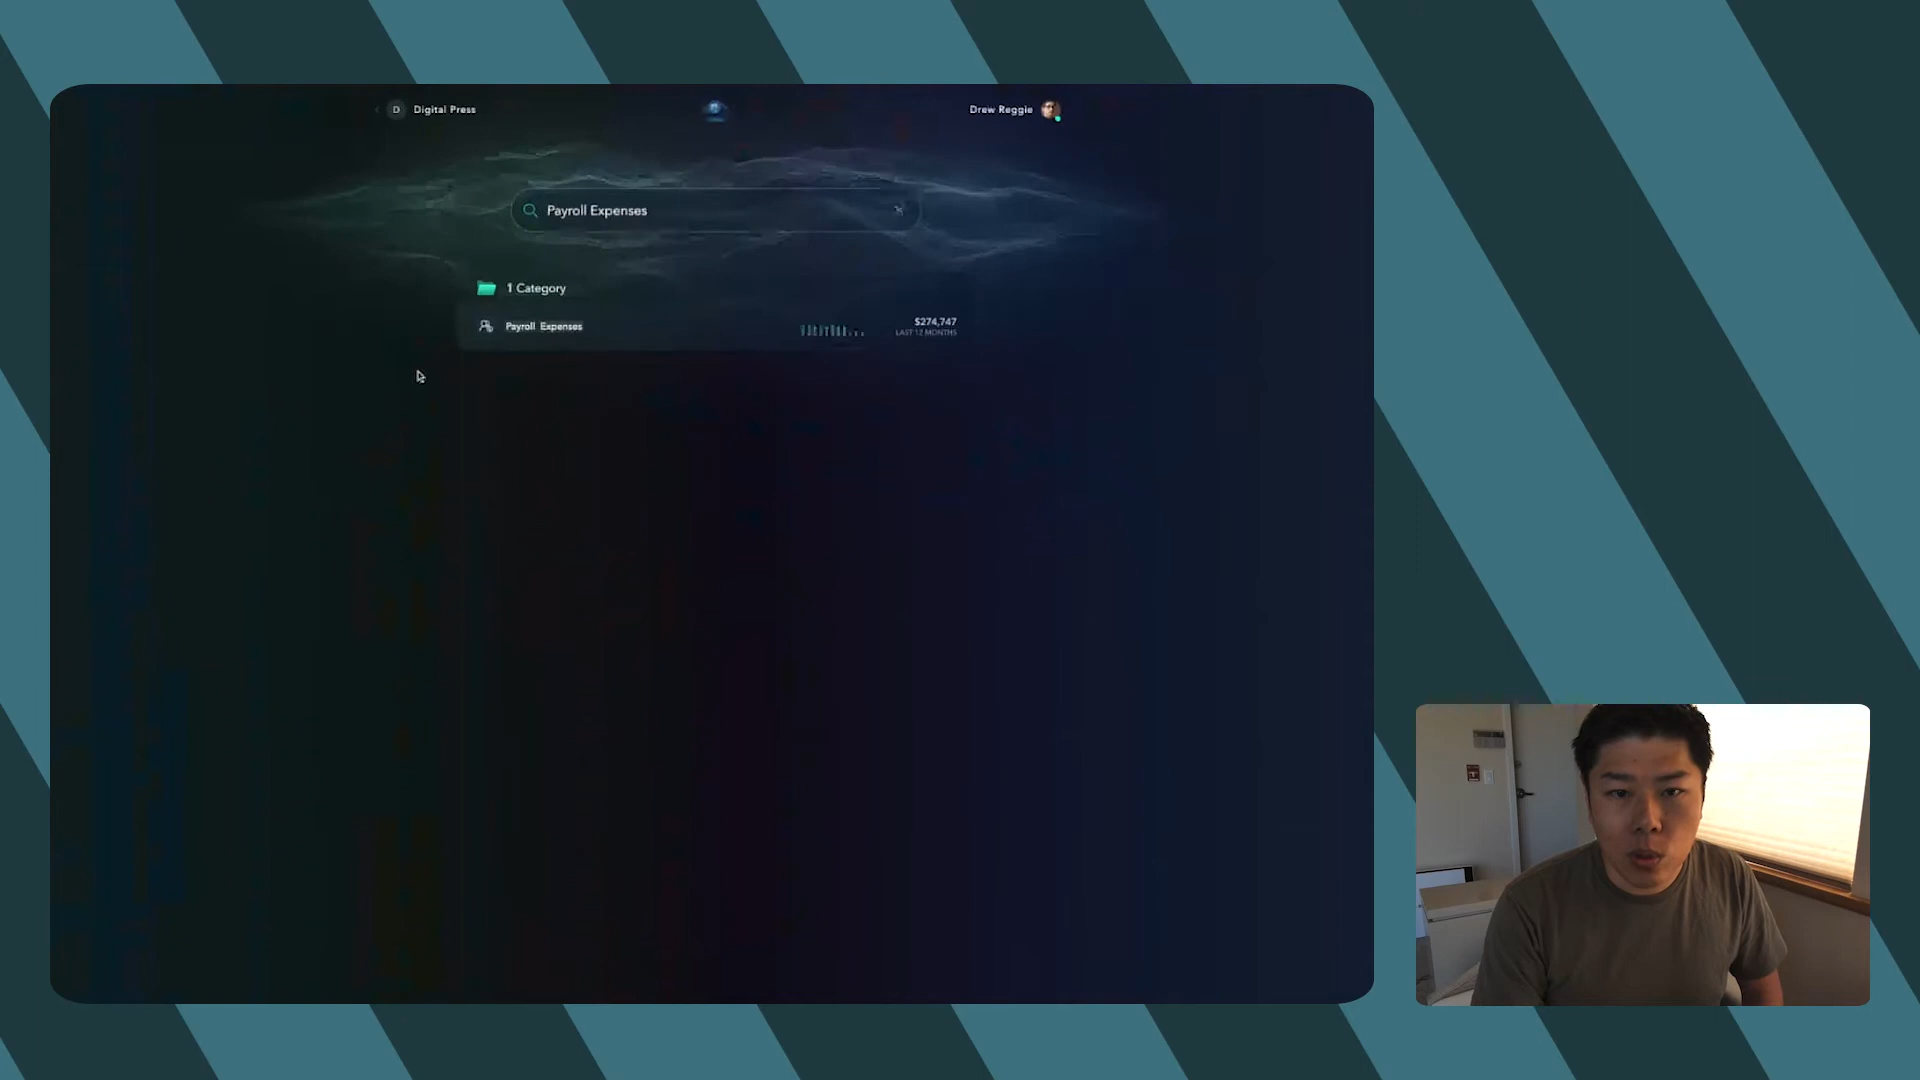 D Digital Press
Drew Reggie
Payroll Expenses
1 Category
Payroll Expenses
$274,747
LAST 12 MONTHS